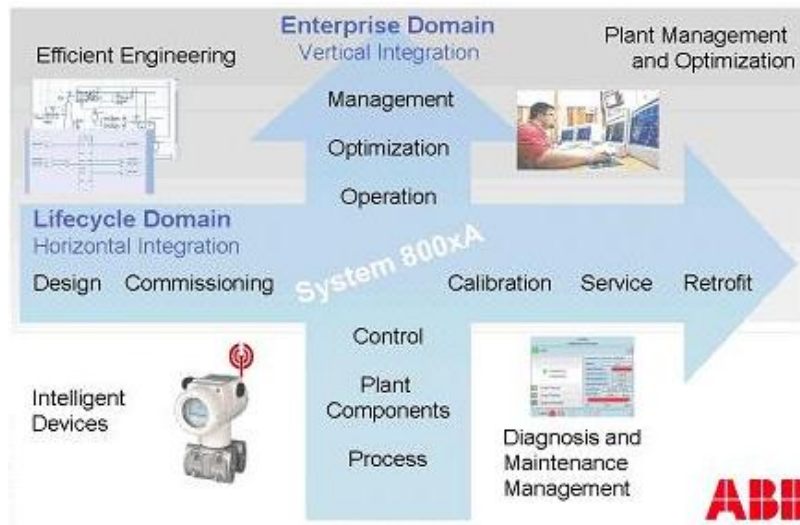 Enterprise Domain
Vertical Integration
Efficient Engineering
Plant Management
and Optimization
Management
Optimization
Operation
Lifecycle Domain
Horizontal Integration
System 800xA
Design
Commissioning
Calibration
Service
Retrofit
Control
Plant
Components
Process
Intelligent
Devices
Diagnosis and
Maintenance
Management
ABB